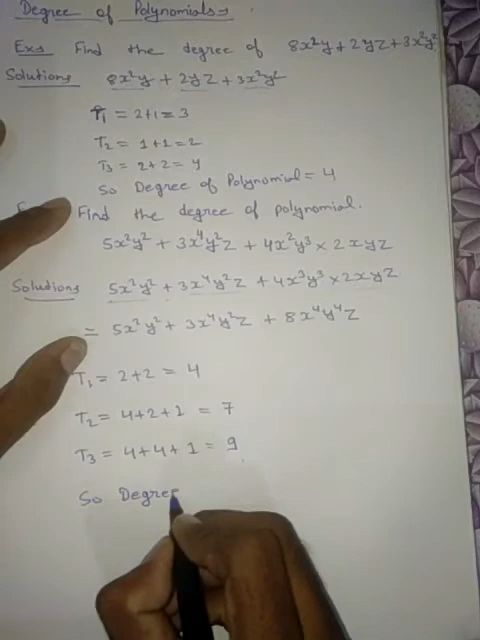 Degree of Polynomials :
Ex: Find the degree of 8x²y + 2yz + 3x²y²
Solution: 8x²y + 2yz + 3x²y²
T₁ = 2+1 = 3
T₂ = 1+1 = 2
T₃ = 2+2 = 4
So Degree of Polynomial = 4
Find the degree of polynomial.
5x²y² + 3x⁴y²z + 4x²y³ × 2xyz
Solution: 5x²y² + 3x⁴y²z + 4x³y³ × 2xyz
= 5x²y² + 3x⁴y²z + 8x⁴y⁴z
T₁ = 2+2 = 4
T₂ = 4+2+1 = 7
T₃ = 4+4+1 = 9
So Degree